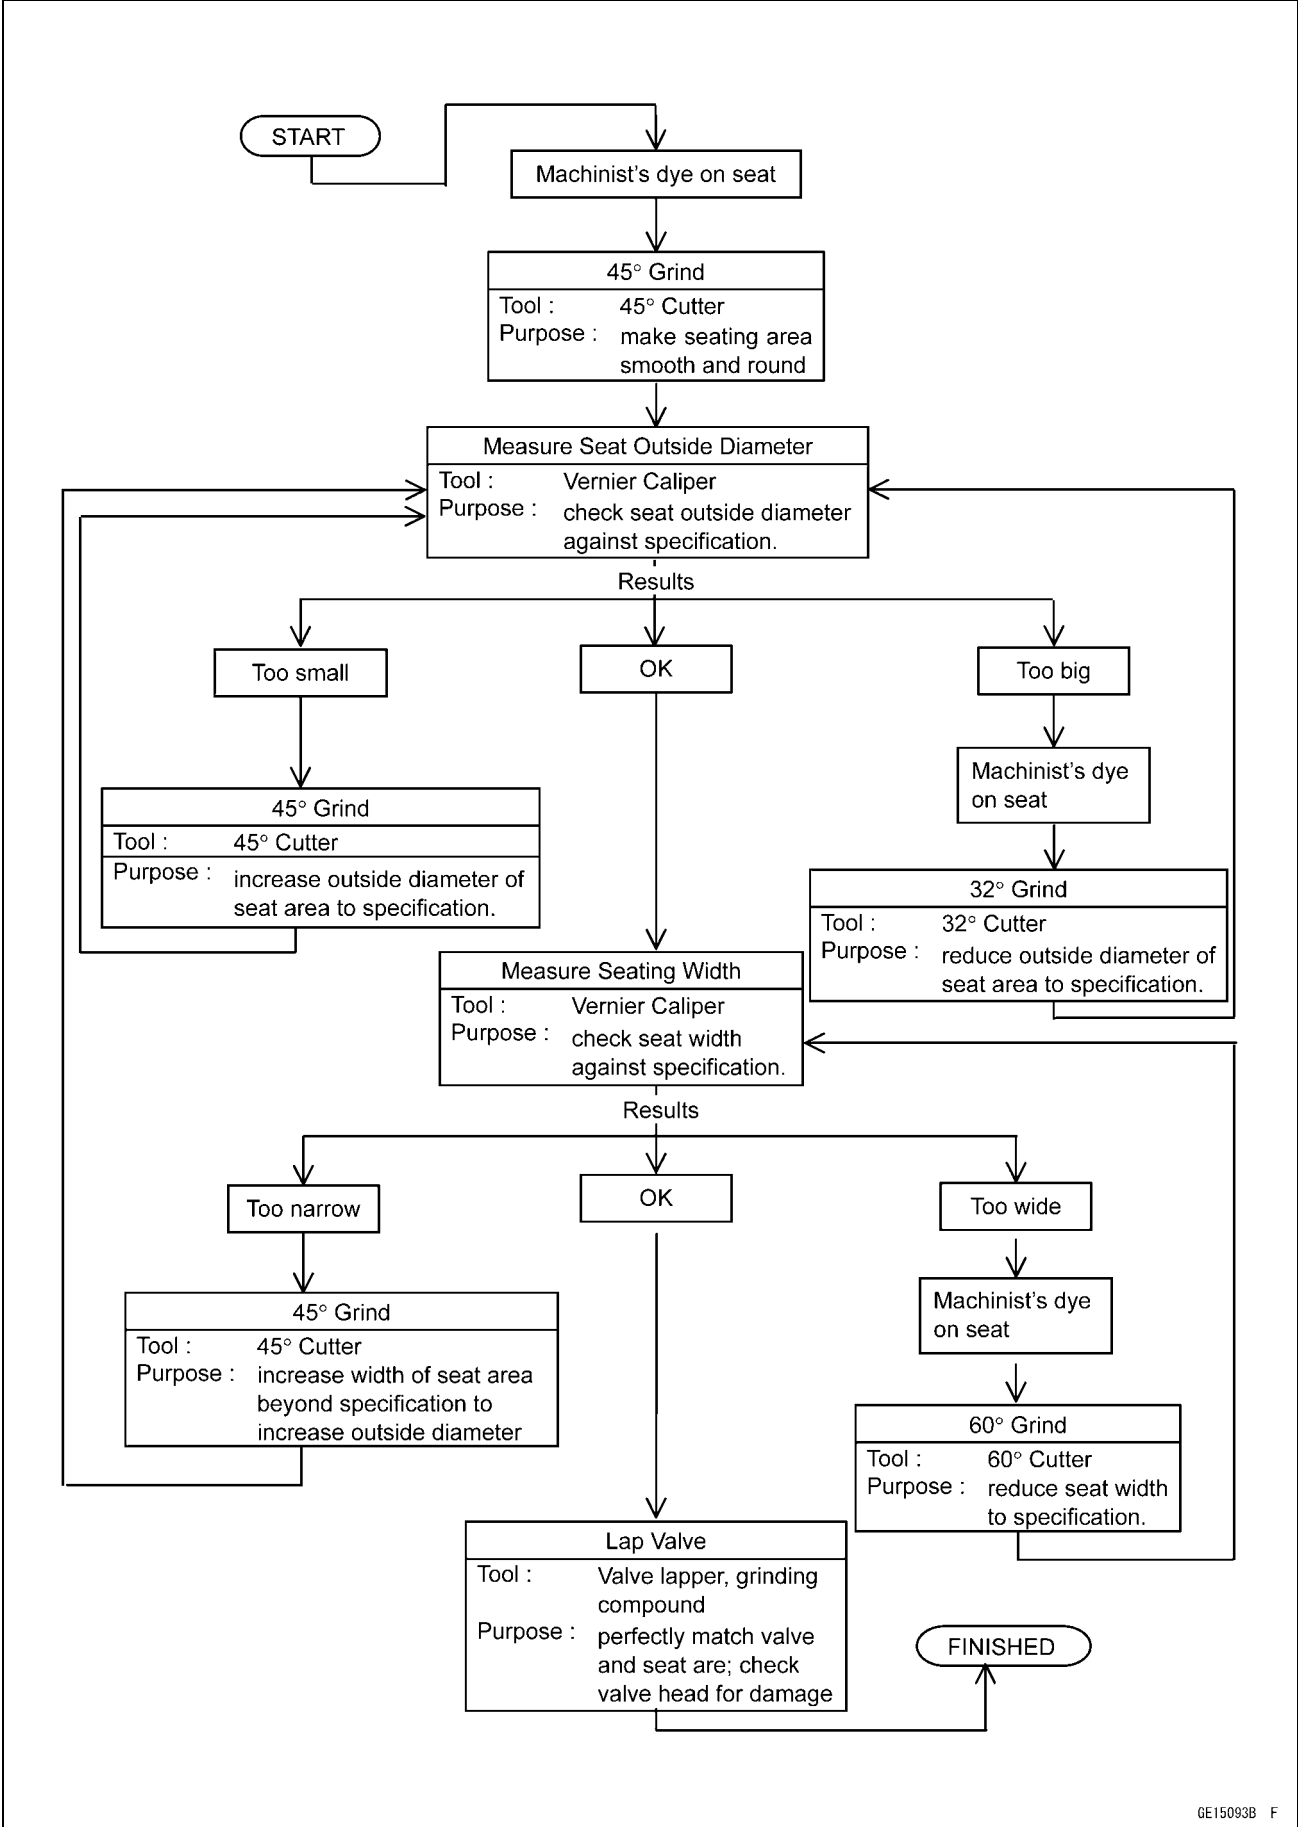 START
Machinist's dye on seat
45° Grind
Tool : 45° Cutter
Purpose : make seating area
smooth and round
Measure Seat Outside Diameter
Tool : Vernier Caliper
Purpose : check seat outside diameter
against specification.
Results
Too small
OK
Too big
Machinist's dye
on seat
45° Grind
Tool : 45° Cutter
Purpose : increase outside diameter of
seat area to specification.
32° Grind
Tool : 32° Cutter
Purpose : reduce outside diameter of
seat area to specification.
Measure Seating Width
Tool : Vernier Caliper
Purpose : check seat width
against specification.
Results
Too narrow
OK
Too wide
Machinist's dye
on seat
45° Grind
Tool : 45° Cutter
Purpose : increase width of seat area
beyond specification to
increase outside diameter
60° Grind
Tool : 60° Cutter
Purpose : reduce seat width
to specification.
Lap Valve
Tool : Valve lapper, grinding
compound
Purpose : perfectly match valve
and seat are; check
valve head for damage
FINISHED
GE15093B F